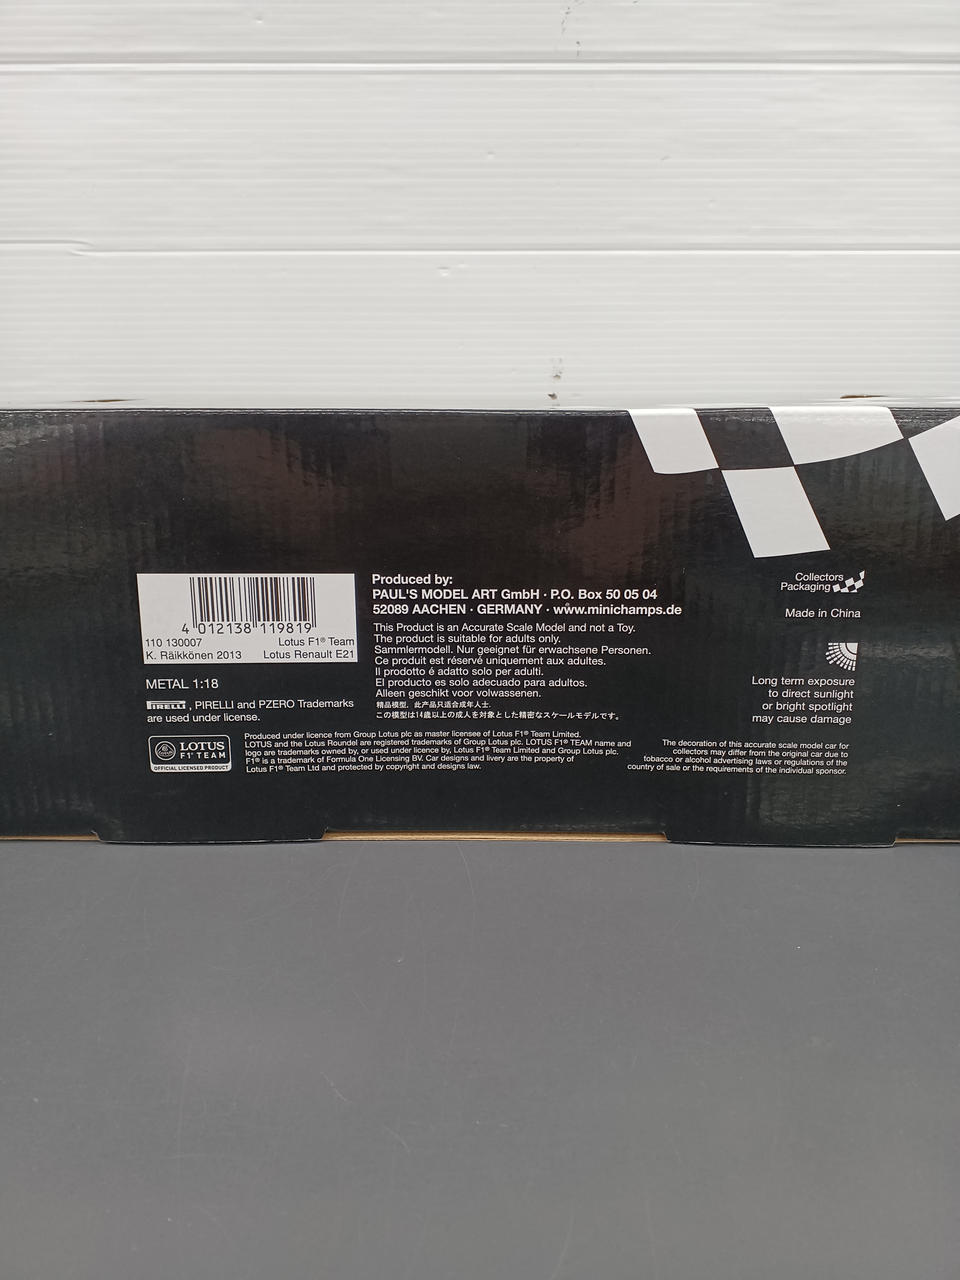 4 012138 119819
110 130007 Lotus F1® Team
K. Räikkönen 2013 Lotus Renault E21
METAL 1:18
PIRELLI, PIRELLI and PZERO Trademarks
are used under license.
LOTUS
F1® TEAM
OFFICIAL LICENSED PRODUCT
Produced by:
PAUL'S MODEL ART GmbH · P.O. Box 50 05 04
52089 AACHEN · GERMANY · www.minichamps.de
This Product is an Accurate Scale Model and not a Toy.
The product is suitable for adults only.
Sammlermodell. Nur geeignet für erwachsene Personen.
Ce produit est réservé uniquement aux adultes.
Il prodotto é adatto solo per adulti.
El producto es solo adecuado para adultos.
Alleen geschikt voor volwassenen.
精品模型，此产品只适合成年人士.
この模型は14歳以上の成人を対象とした精密なスケールモデルです。
Produced under licence from Group Lotus plc as master licensee of Lotus F1® Team Limited.
LOTUS and the Lotus Roundel are registered trademarks of Group Lotus plc. LOTUS F1® TEAM name and
logo are trademarks owned by, or used under licence by, Lotus F1® Team Limited and Group Lotus plc.
F1® is a trademark of Formula One Licensing BV. Car designs and livery are the property of
Lotus F1® Team Ltd and protected by copyright and designs law.
Collectors
Packaging
Made in China
Long term exposure
to direct sunlight
or bright spotlight
may cause damage
The decoration of this accurate scale model car for
collectors may differ from the original car due to
tobacco or alcohol advertising laws or regulations of the
country of sale or the requirements of the individual sponsor.